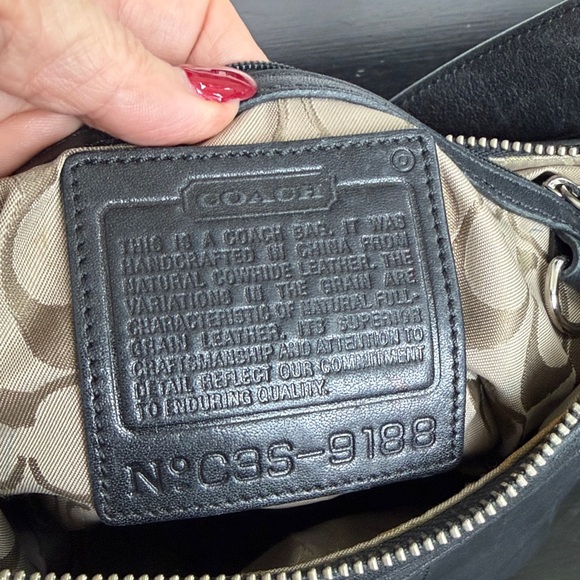 ©
COACH
THIS IS A COACH BAG. IT WAS
HANDCRAFTED IN CHINA FROM
NATURAL COWHIDE LEATHER. THE
VARIATIONS IN THE GRAIN ARE
CHARACTERISTIC OF NATURAL FULL-
GRAIN LEATHER. ITS SUPERIOR
CRAFTSMANSHIP AND ATTENTION TO
DETAIL REFLECT OUR COMMITMENT
TO ENDURING QUALITY.
NºC3S-9188